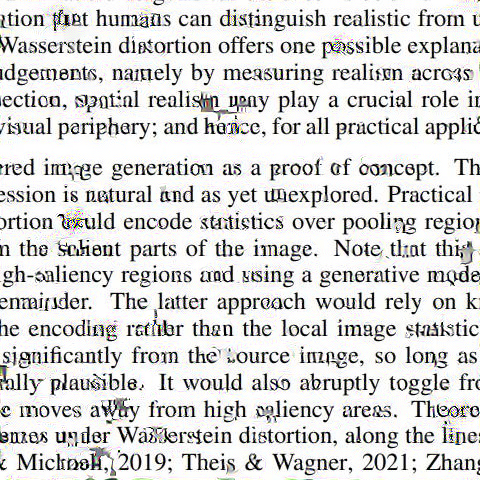 tion that humans can distinguish realistic from u
Wasserstein distortion offers one possible explana
udgements, namely by measuring realism across
ection, spatial realism may play a crucial role in
visual periphery; and hence, for all practical applic
ered image generation as a proof of concept. Th
ession is natural and as yet unexplored. Practical
ortion could encode statistics over pooling region
n the salient parts of the image. Note that this
igh-saliency regions and using a generative mode
emainder. The latter approach would rely on k
he encoding rather than the local image statistic
significantly from the source image, so long as
ally plausible. It would also abruptly toggle fro
e moves away from high saliency areas. Theore
under Wasserstein distortion, along the lines
& Michaeli, 2019; Theis & Wagner, 2021; Zhang